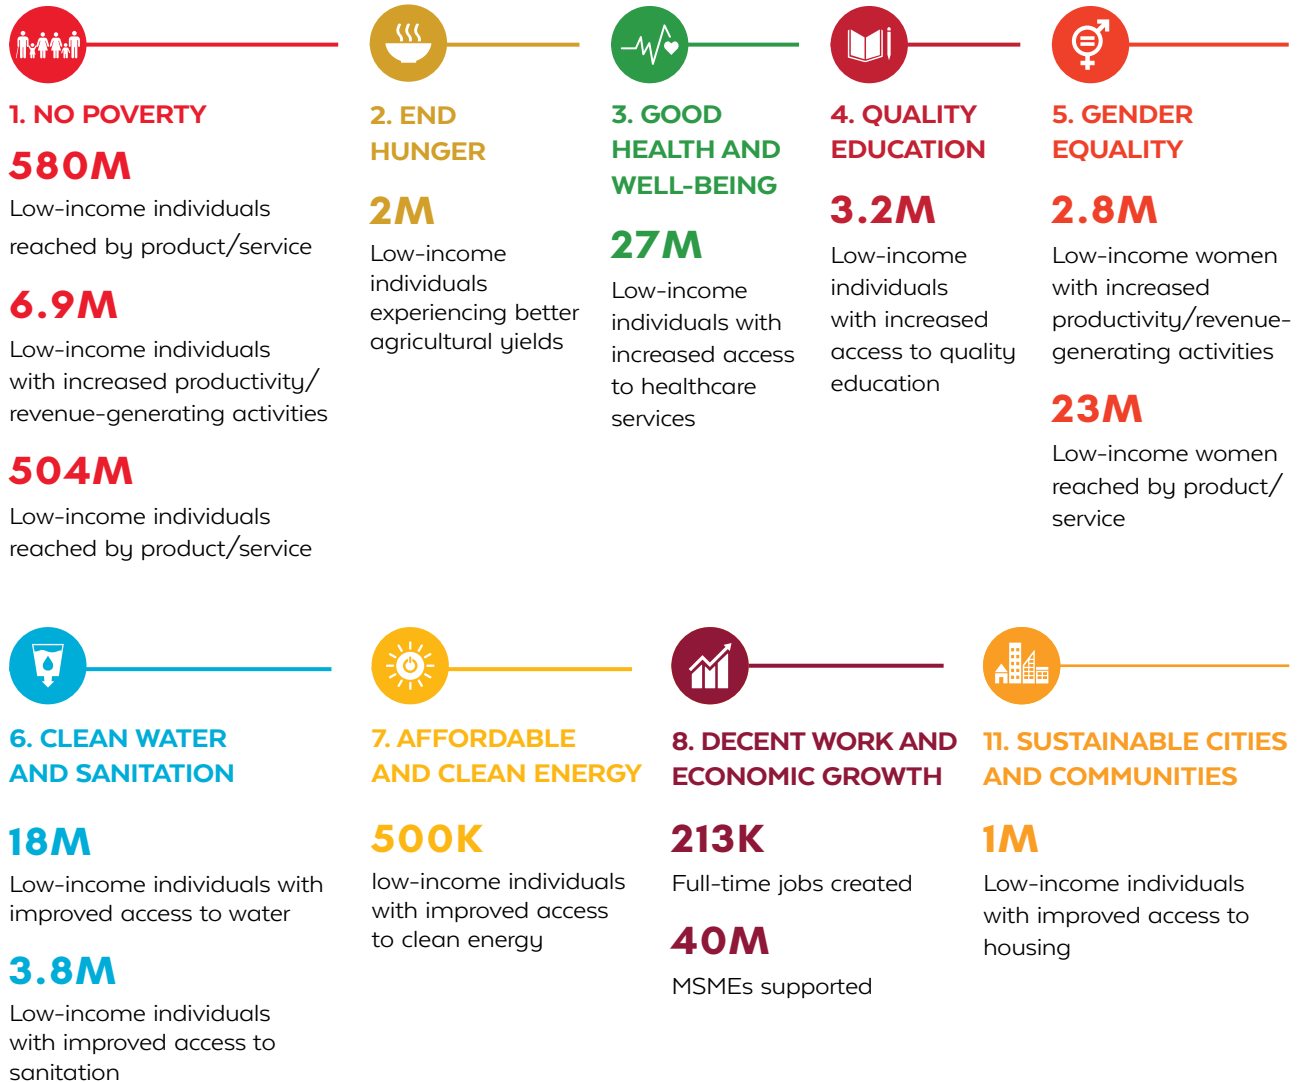 1. NO POVERTY
580M
Low-income individuals
reached by product/service
6.9M
Low-income individuals
with increased productivity/
revenue-generating activities
504M
Low-income individuals
reached by product/service
2. END
HUNGER
2M
Low-income
individuals
experiencing better
agricultural yields
3. GOOD
HEALTH AND
WELL-BEING
27M
Low-income
individuals with
increased access
to healthcare
services
4. QUALITY
EDUCATION
3.2M
Low-income
individuals
with increased
access to quality
education
5. GENDER
EQUALITY
2.8M
Low-income women
with increased
productivity/revenue-
generating activities
23M
Low-income women
reached by product/
service
6. CLEAN WATER
AND SANITATION
18M
Low-income individuals with
improved access to water
3.8M
Low-income individuals
with improved access to
sanitation
7. AFFORDABLE
AND CLEAN ENERGY
500K
low-income individuals
with improved access
to clean energy
8. DECENT WORK AND
ECONOMIC GROWTH
213K
Full-time jobs created
40M
MSMEs supported
11. SUSTAINABLE CITIES
AND COMMUNITIES
1M
Low-income individuals
with improved access to
housing